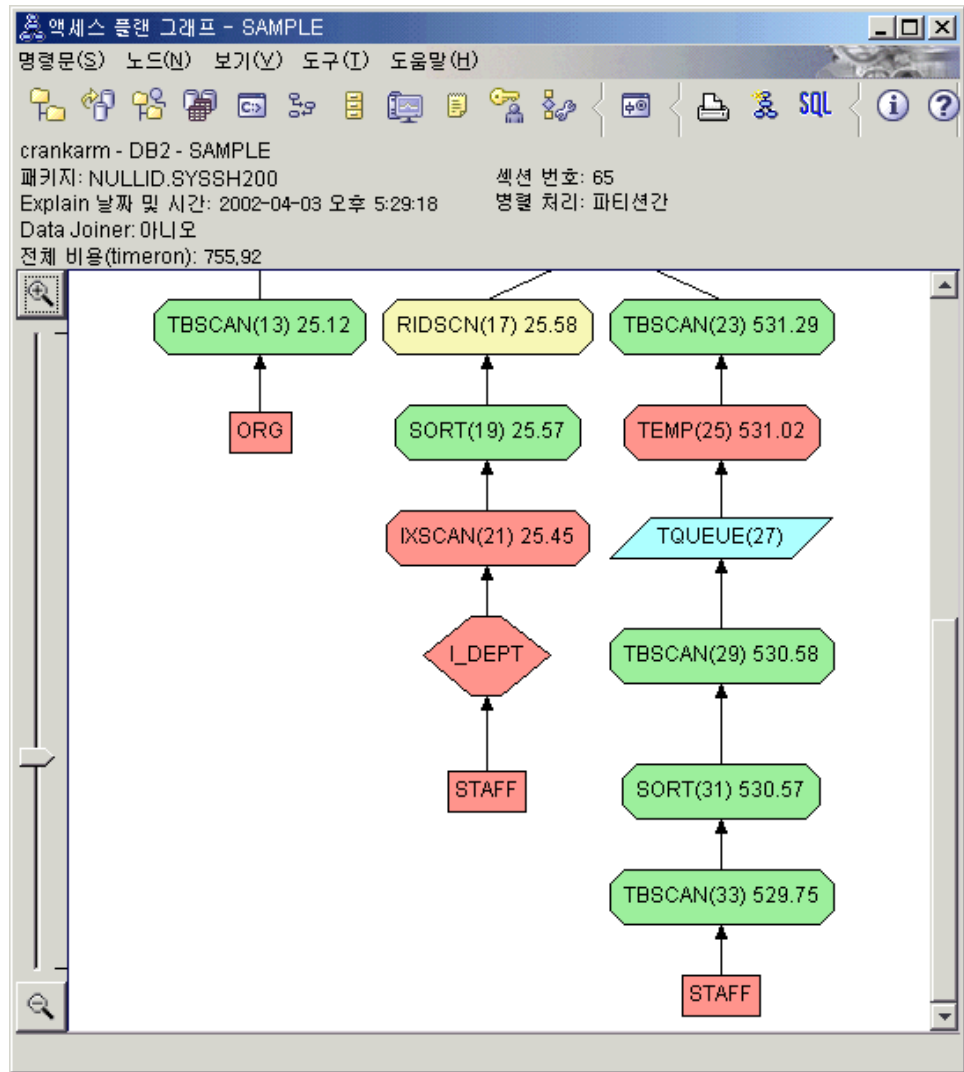 액세스 플랜 그래프 - SAMPLE
명령문(S) 노드(N) 보기(V) 도구(T) 도움말(H)
C:\ SQL i ?
crankarm - DB2 - SAMPLE
패키지: NULLID.SYSSH200 섹션 번호: 65
Explain 날짜 및 시간: 2002-04-03 오후 5:29:18 병렬 처리: 파티션간
Data Joiner: 아니오
전체 비용(timeron): 755,92
TBSCAN(13) 25.12 RIDSCN(17) 25.58 TBSCAN(23) 531.29
ORG SORT(19) 25.57 TEMP(25) 531.02
IXSCAN(21) 25.45 TQUEUE(27)
I_DEPT TBSCAN(29) 530.58
STAFF SORT(31) 530.57
TBSCAN(33) 529.75
STAFF